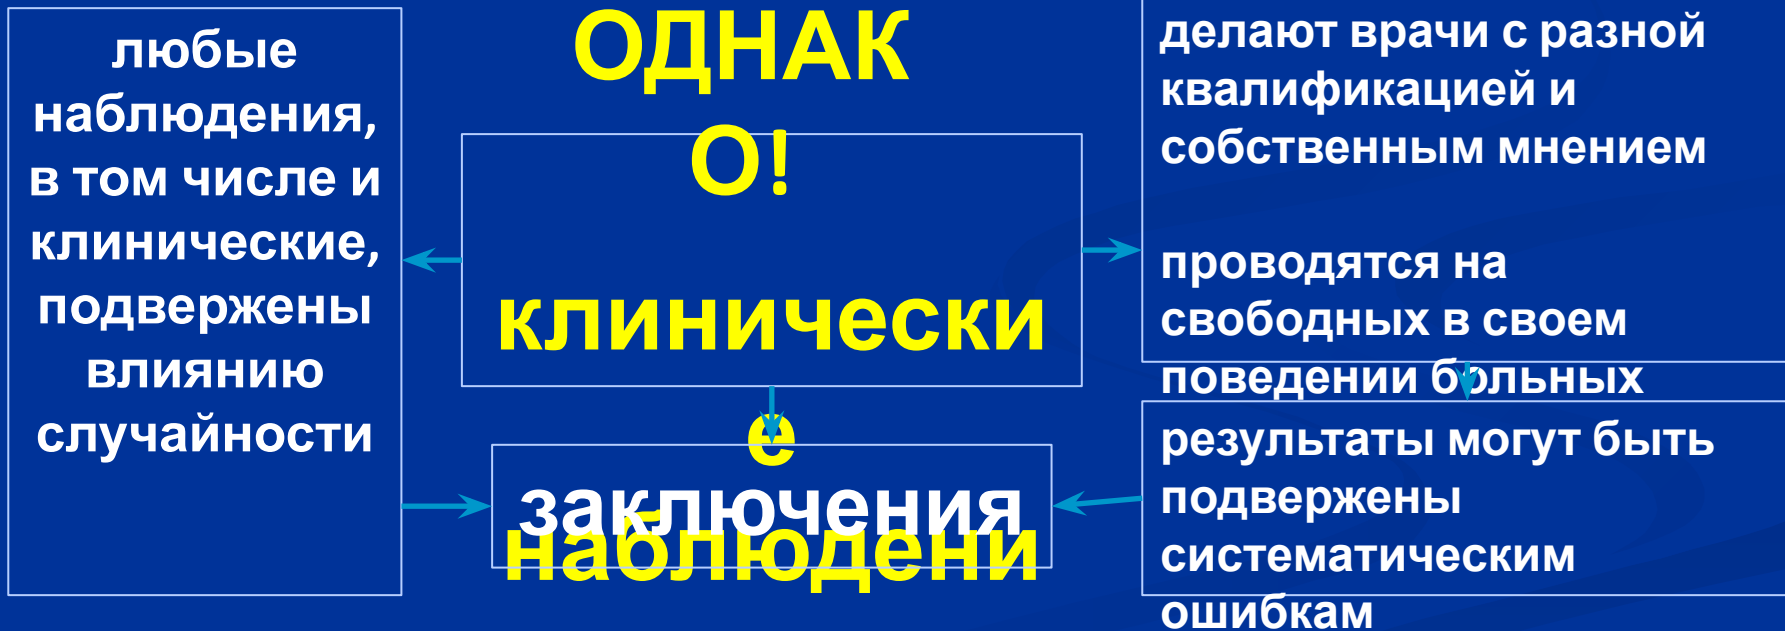 любые
наблюдения,
в том числе и
клинические,
подвержены
влиянию
случайности
ОДНАК
О!
клинически
е
наблюдени
заключения
делают врачи с разной
квалификацией и
собственным мнением
проводятся на
свободных в своем
поведении больных
результаты могут быть
подвержены
систематическим
ошибкам